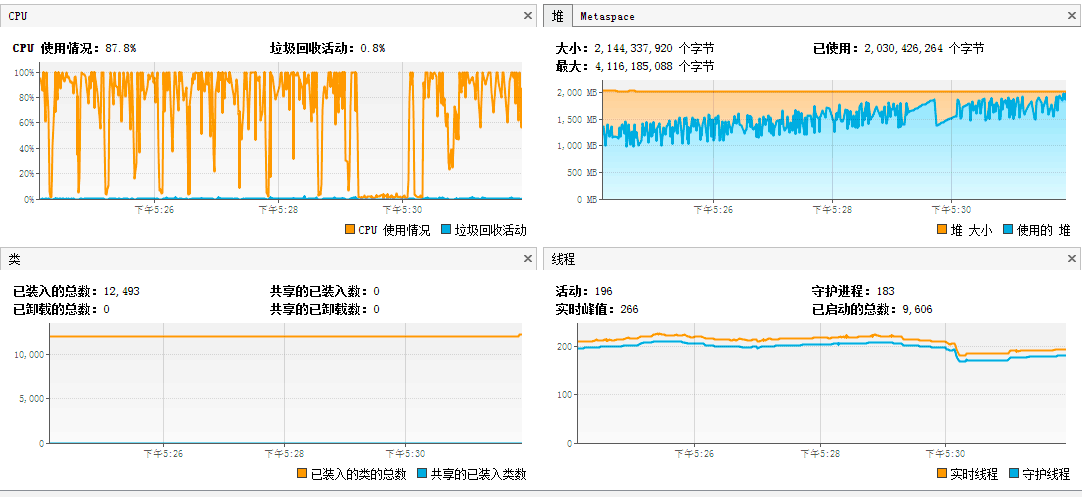 CPU
CPU 使用情况: 87.8% 垃圾回收活动: 0.8%
100%
80%
60%
40%
20%
0%
下午5:26 下午5:28 下午5:30
CPU 使用情况 垃圾回收活动
堆 Metaspace
大小: 2,144,337,920 个字节 已使用: 2,030,426,264 个字节
最大: 4,116,185,088 个字节
2,000 MB
1,500 MB
1,000 MB
500 MB
0 MB
下午5:26 下午5:28 下午5:30
堆 大小 使用的 堆
类
已装入的总数: 12,493 共享的已装入数: 0
已卸载的总数: 0 共享的已卸载数: 0
10,000
5,000
0
下午5:26 下午5:28 下午5:30
已装入的类的总数 共享的已装入类数
线程
活动: 196 守护进程: 183
实时峰值: 266 已启动的总数: 9,606
200
100
0
下午5:26 下午5:28 下午5:30
实时线程 守护线程